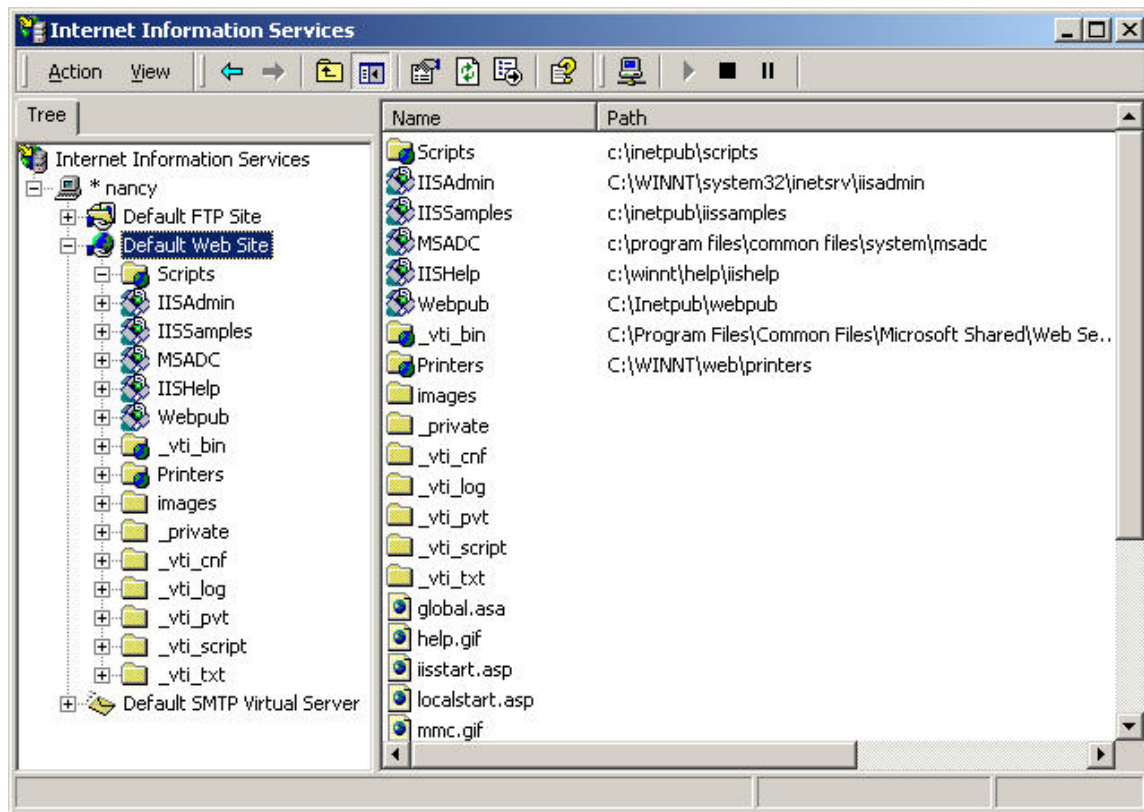 Internet Information Services
Action View
Tree
Name Path
Internet Information Services
* nancy
Default FTP Site
Default Web Site
Scripts
IISAdmin
IISSamples
MSADC
IISHelp
Webpub
_vti_bin
Printers
images
_private
_vti_cnf
_vti_log
_vti_pvt
_vti_script
_vti_txt
Default SMTP Virtual Server
Scripts c:\inetpub\scripts
IISAdmin C:\WINNT\system32\inetsrv\iisadmin
IISSamples c:\inetpub\iissamples
MSADC c:\program files\common files\system\msadc
IISHelp c:\winnt\help\iishelp
Webpub C:\Inetpub\webpub
_vti_bin C:\Program Files\Common Files\Microsoft Shared\Web Se..
Printers C:\WINNT\web\printers
images
_private
_vti_cnf
_vti_log
_vti_pvt
_vti_script
_vti_txt
global.asa
help.gif
iisstart.asp
localstart.asp
mmc.gif